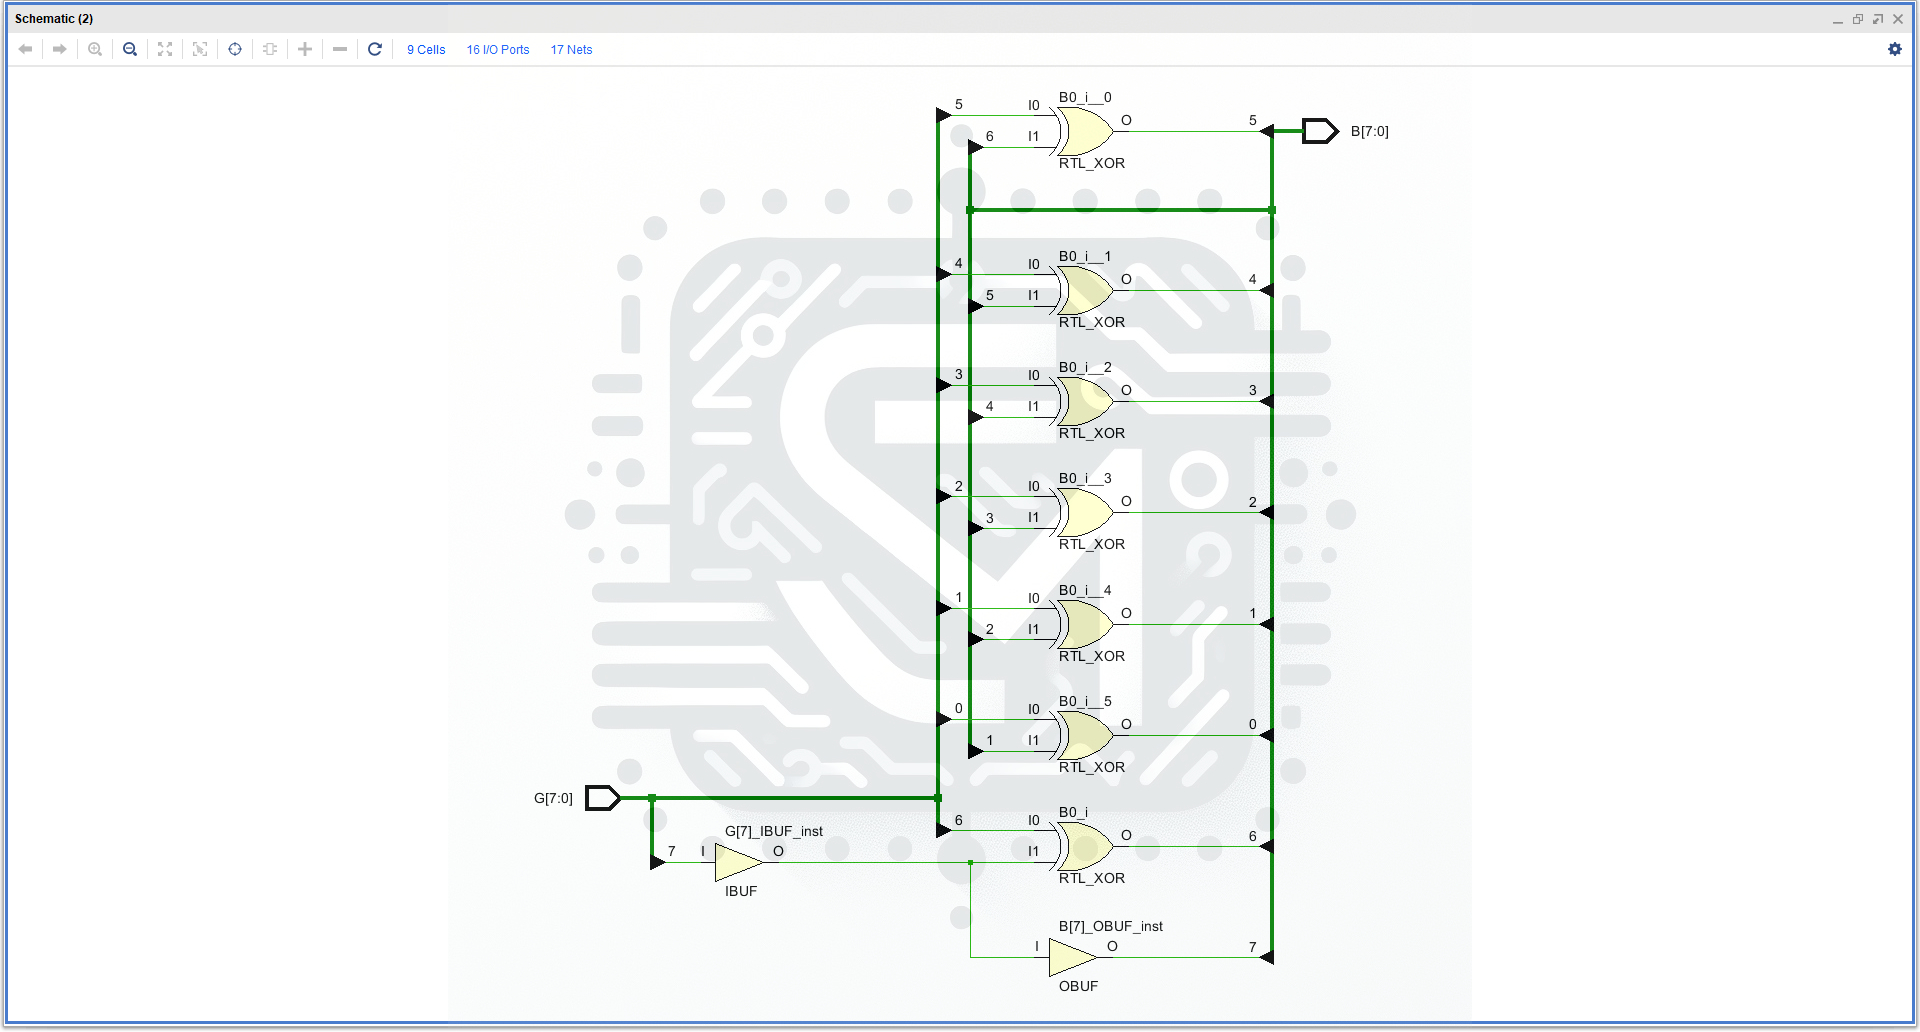 Schematic (2)
9 Cells 16 I/O Ports 17 Nets
B0_i__0
5 I0 O 5 B[7:0]
6 I1
RTL_XOR
B0_i__1
4 I0 O 4
5 I1
RTL_XOR
B0_i__2
3 I0 O 3
4 I1
RTL_XOR
B0_i__3
2 I0 O 2
3 I1
RTL_XOR
B0_i__4
1 I0 O 1
2 I1
RTL_XOR
B0_i__5
0 I0 O 0
1 I1
RTL_XOR
G[7:0]
B0_i
6 I0 O 6
G[7]_IBUF_inst
7 I O I1
RTL_XOR
IBUF
B[7]_OBUF_inst
I O 7
OBUF